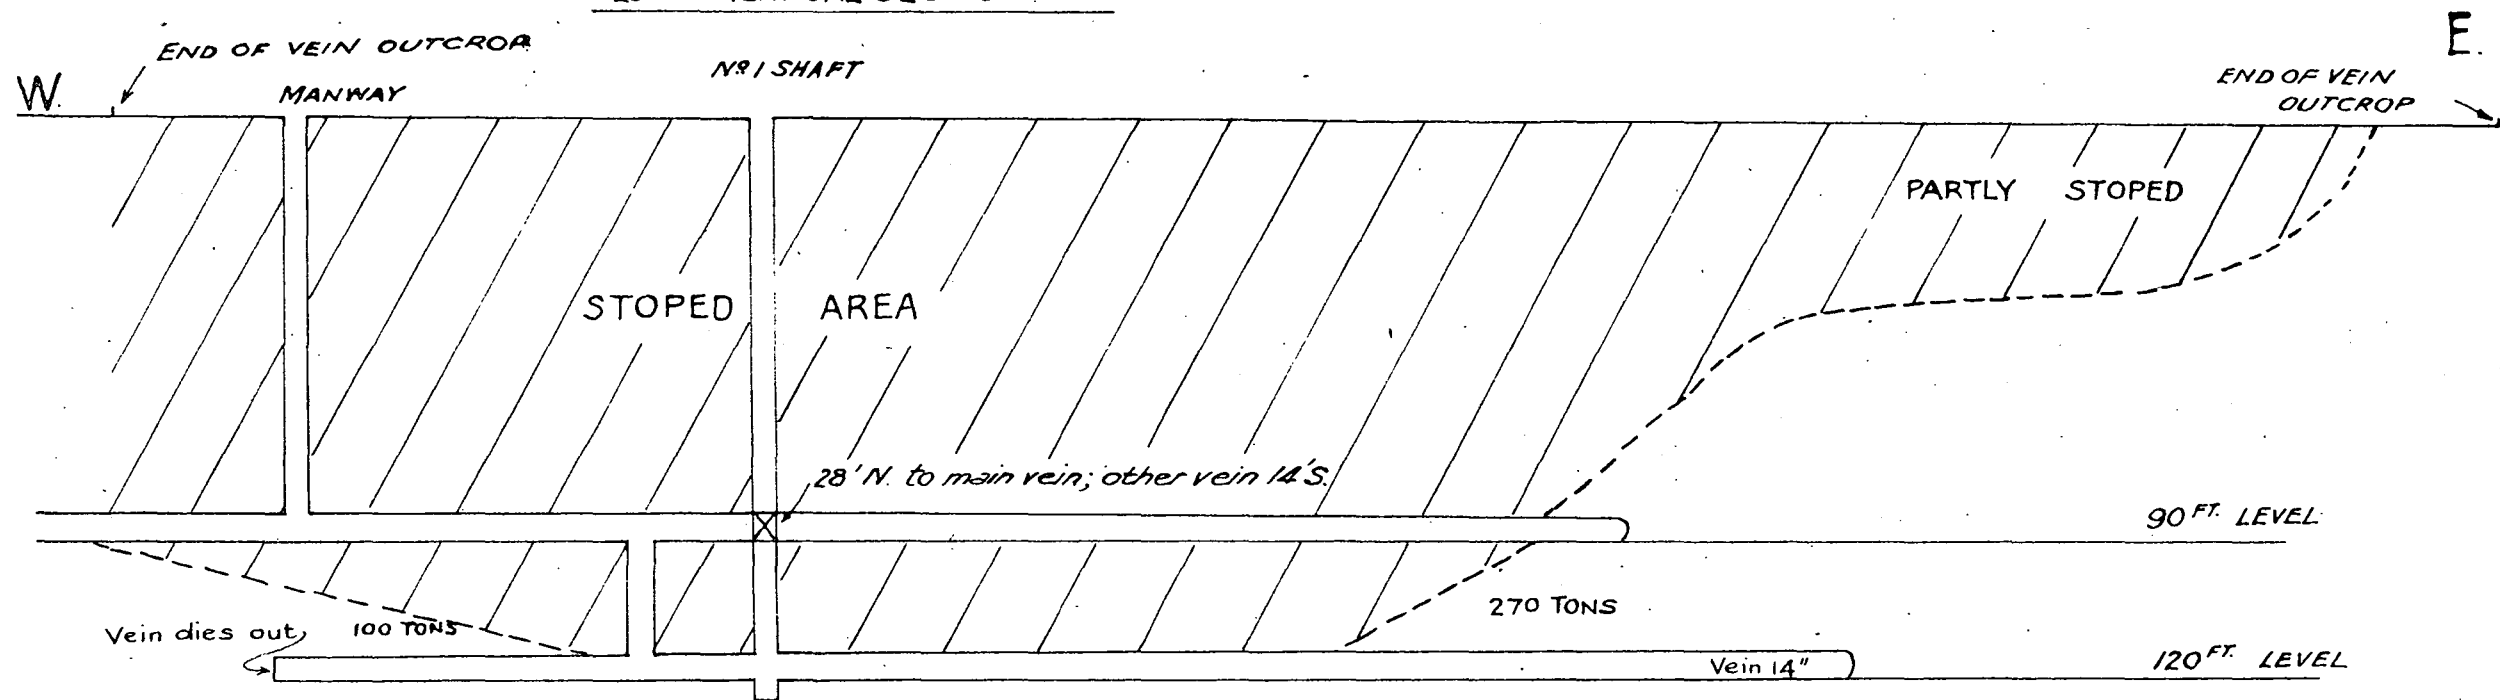 E.
END OF VEIN OUTCROP
W.
MANWAY
Nº 1 SHAFT
END OF VEIN
OUTCROP
PARTLY STOPED
STOPED AREA
28' N. to main vein; other vein 14' S.
90 FT. LEVEL
270 TONS
Vein dies out
100 TONS
Vein 14"
120 FT. LEVEL